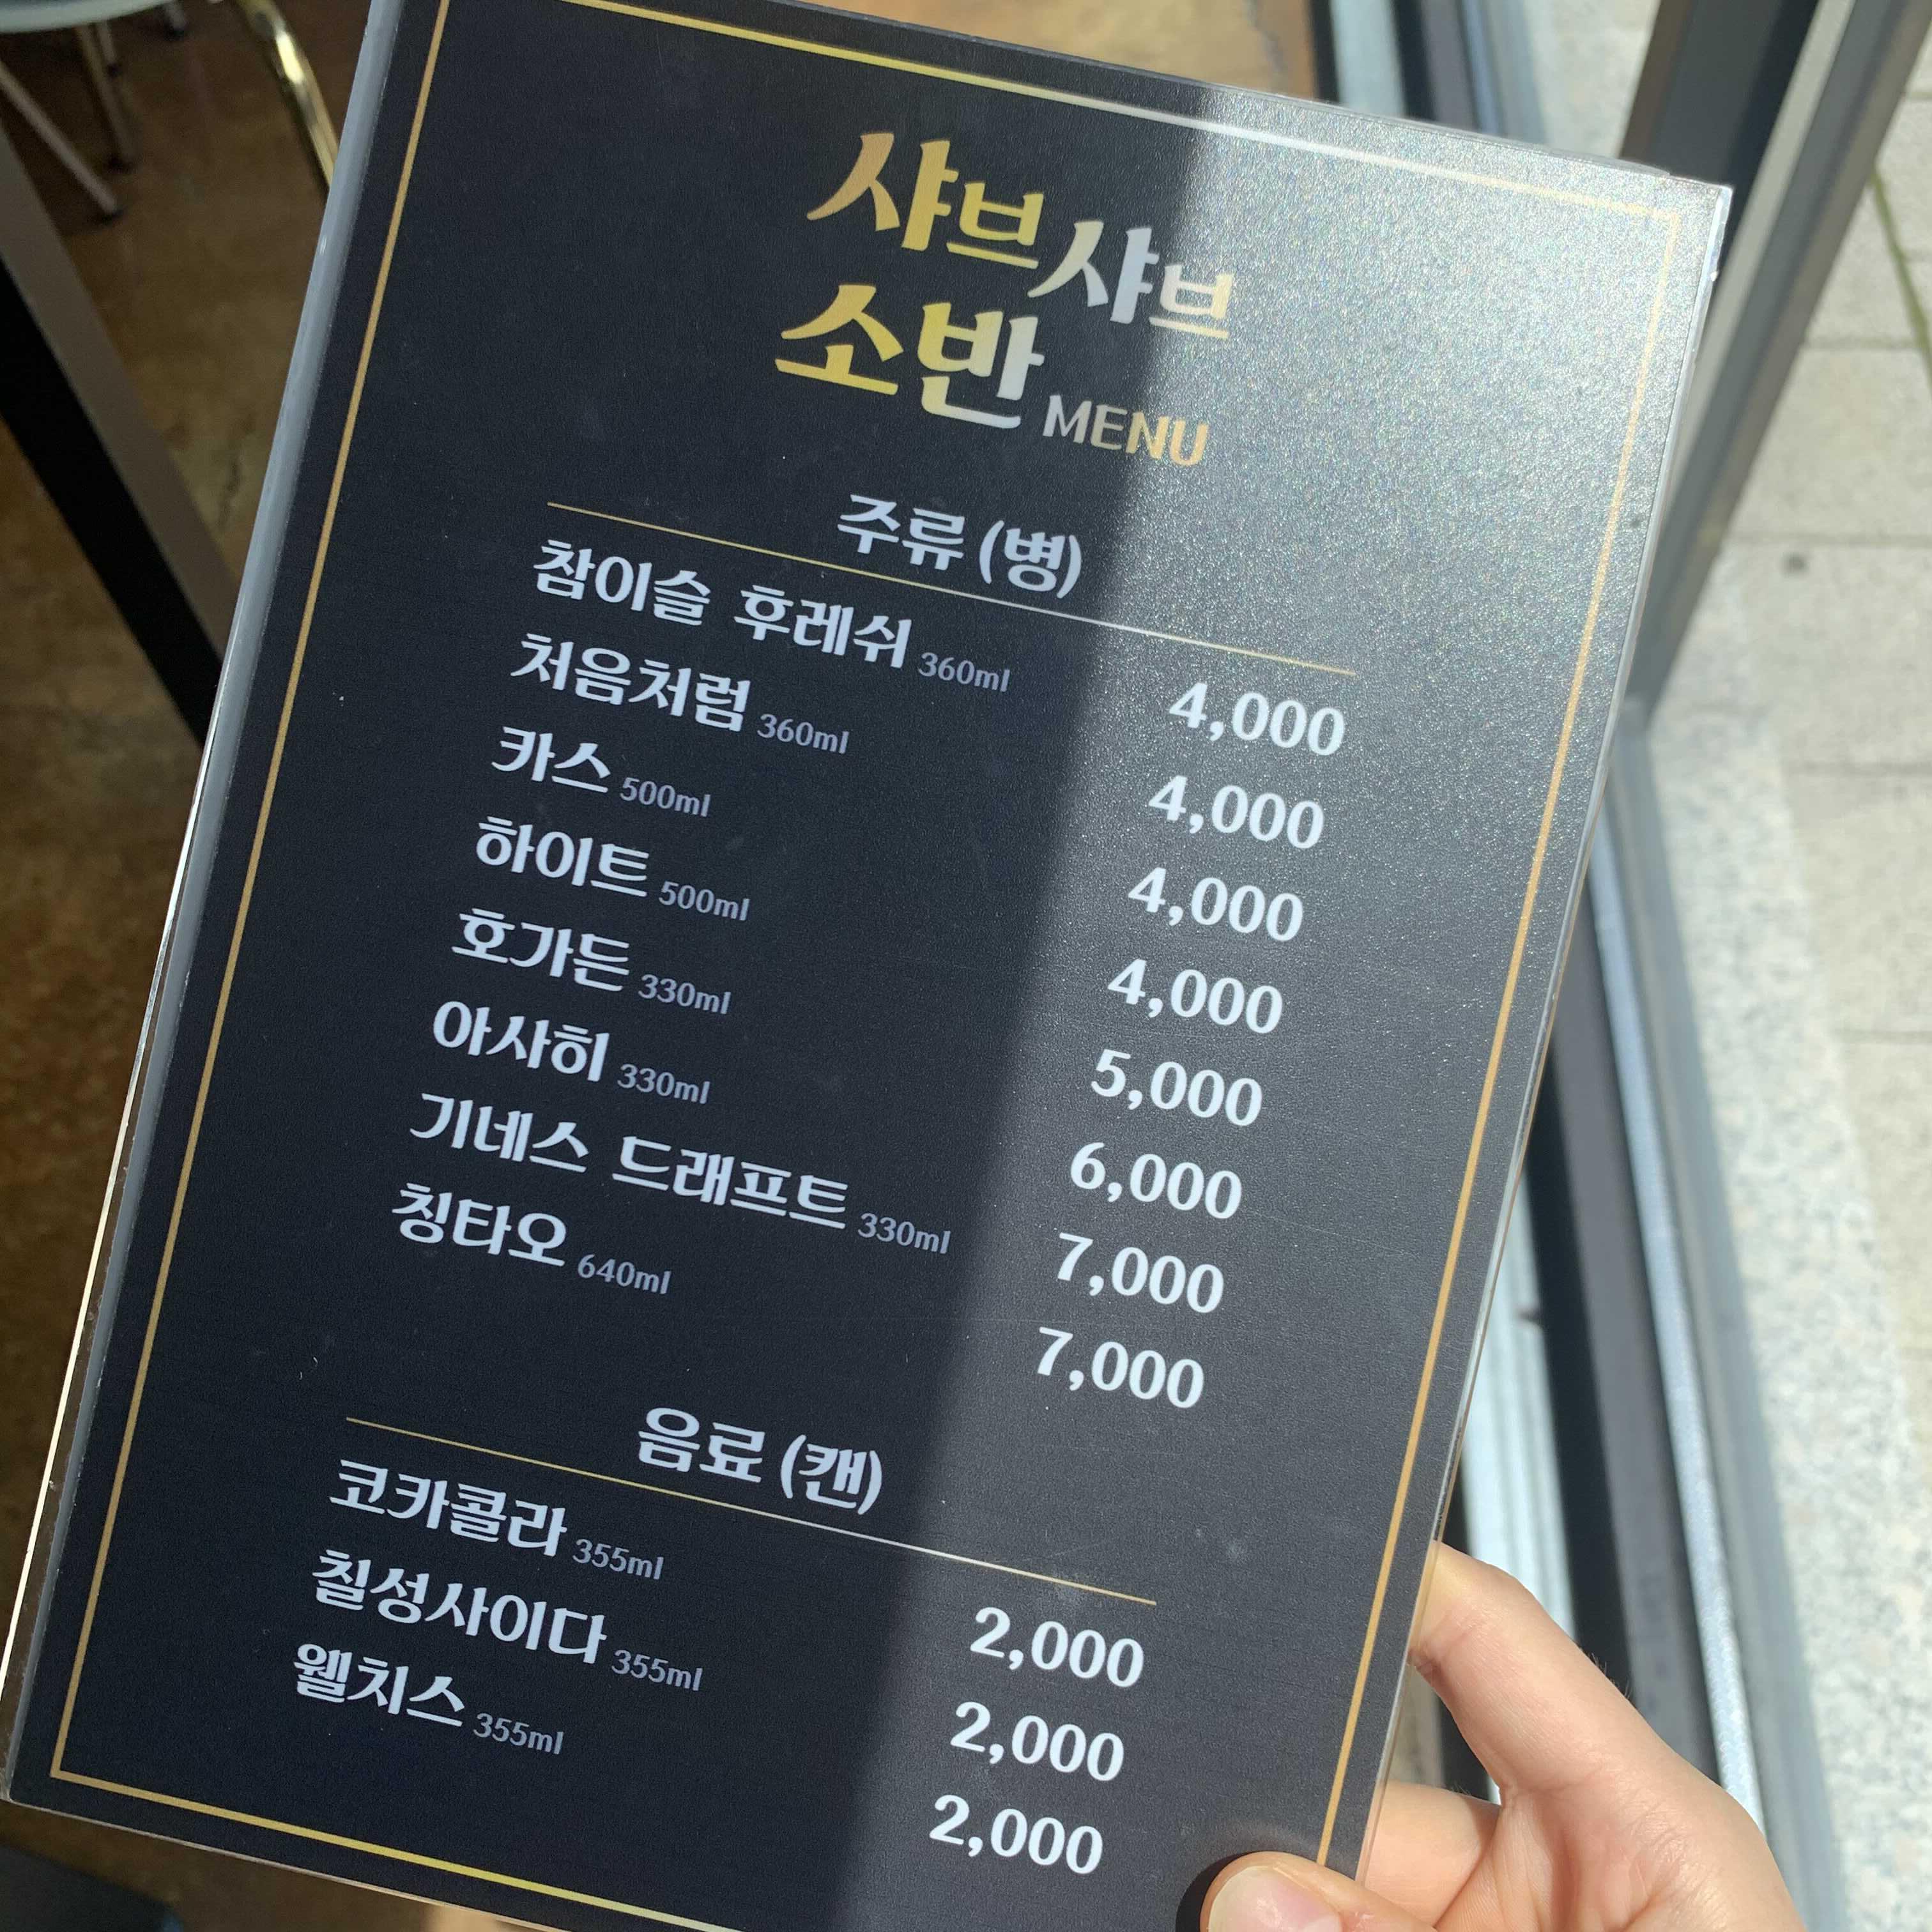 샤브샤브
소반 MENU
주류 (병)
참이슬 후레쉬 360ml 4,000
처음처럼 360ml 4,000
카스 500ml 4,000
하이트 500ml 4,000
호가든 330ml 5,000
아사히 330ml 6,000
기네스 드래프트 330ml 7,000
칭타오 640ml 7,000
음료 (캔)
코카콜라 355ml 2,000
칠성사이다 355ml 2,000
웰치스 355ml 2,000